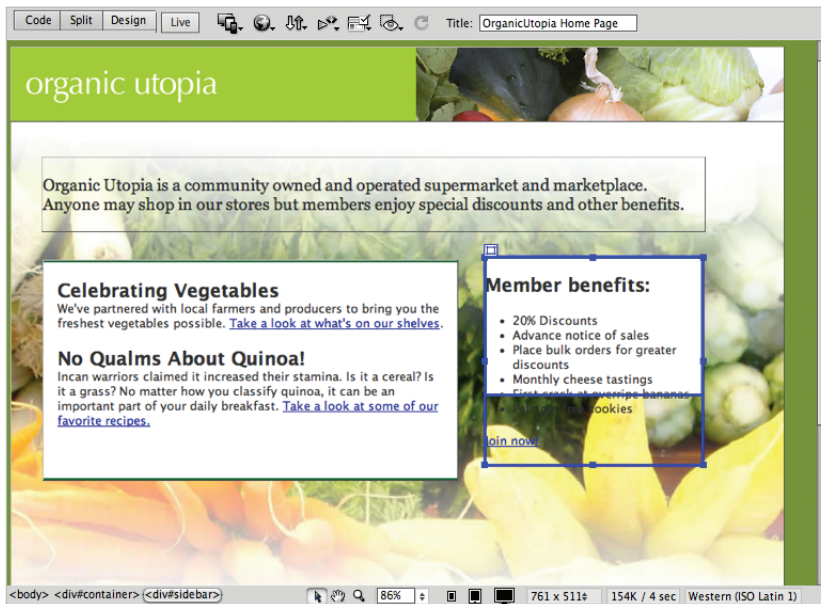 Code Split Design Live Title: OrganicUtopia Home Page
organic utopia
Organic Utopia is a community owned and operated supermarket and marketplace.
Anyone may shop in our stores but members enjoy special discounts and other benefits.
Celebrating Vegetables
We've partnered with local farmers and producers to bring you the
freshest vegetables possible. Take a look at what's on our shelves.
No Qualms About Quinoa!
Incan warriors claimed it increased their stamina. Is it a cereal? Is
it a grass? No matter how you classify quinoa, it can be an
important part of your daily breakfast. Take a look at some of our
favorite recipes.
Member benefits:
• 20% Discounts
• Advance notice of sales
• Place bulk orders for greater
discounts
• Monthly cheese tastings
• First crack at overripe bananas
cookies
Join now!
<body> <div#container> <div#sidebar> 86% 761 x 511 154K / 4 sec Western (ISO Latin 1)